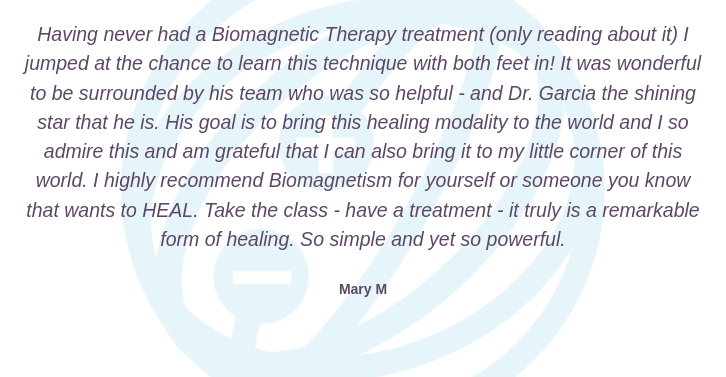 Having never had a Biomagnetic Therapy treatment (only reading about it) I
jumped at the chance to learn this technique with both feet in! It was wonderful
to be surrounded by his team who was so helpful - and Dr. Garcia the shining
star that he is. His goal is to bring this healing modality to the world and I so
admire this and am grateful that I can also bring it to my little corner of this
world. I highly recommend Biomagnetism for yourself or someone you know
that wants to HEAL. Take the class - have a treatment - it truly is a remarkable
form of healing. So simple and yet so powerful.
Mary M